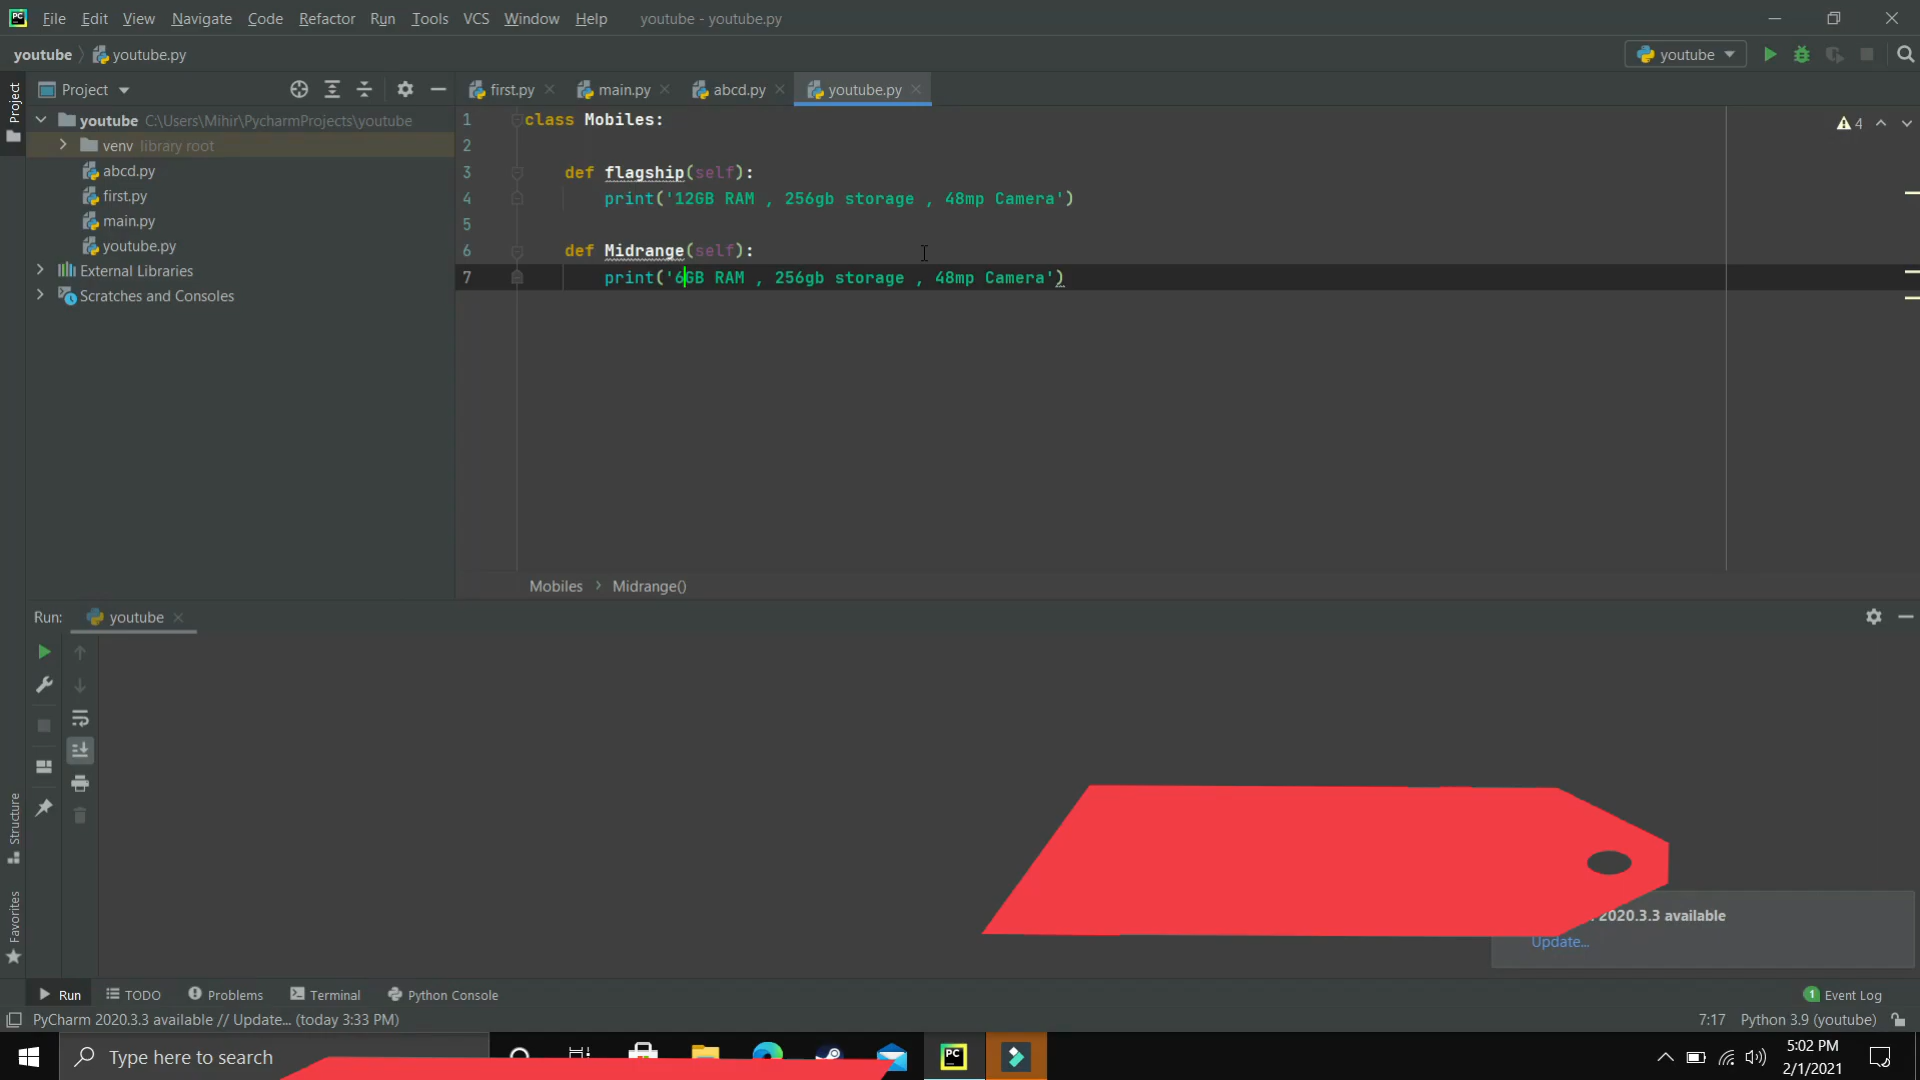 File Edit View Navigate Code Refactor Run Tools VCS Window Help youtube - youtube.py
youtube youtube.py youtube
Project first.py main.py abcd.py youtube.py
Project
youtube C:\Users\Mihir\PycharmProjects\youtube
venv library root
abcd.py
first.py
main.py
youtube.py
External Libraries
Scratches and Consoles
1 class Mobiles:
2
3 def flagship(self):
4 print('12GB RAM , 256gb storage , 48mp Camera')
5
6 def Midrange(self):
7 print('6GB RAM , 256gb storage , 48mp Camera')
4
Mobiles > Midrange()
Run: youtube
Structure
Favorites
2020.3.3 available
Update...
Run TODO Problems Terminal Python Console 1 Event Log
PyCharm 2020.3.3 available // Update... (today 3:33 PM) 7:17 Python 3.9 (youtube)
Type here to search PC 5:02 PM
2/1/2021